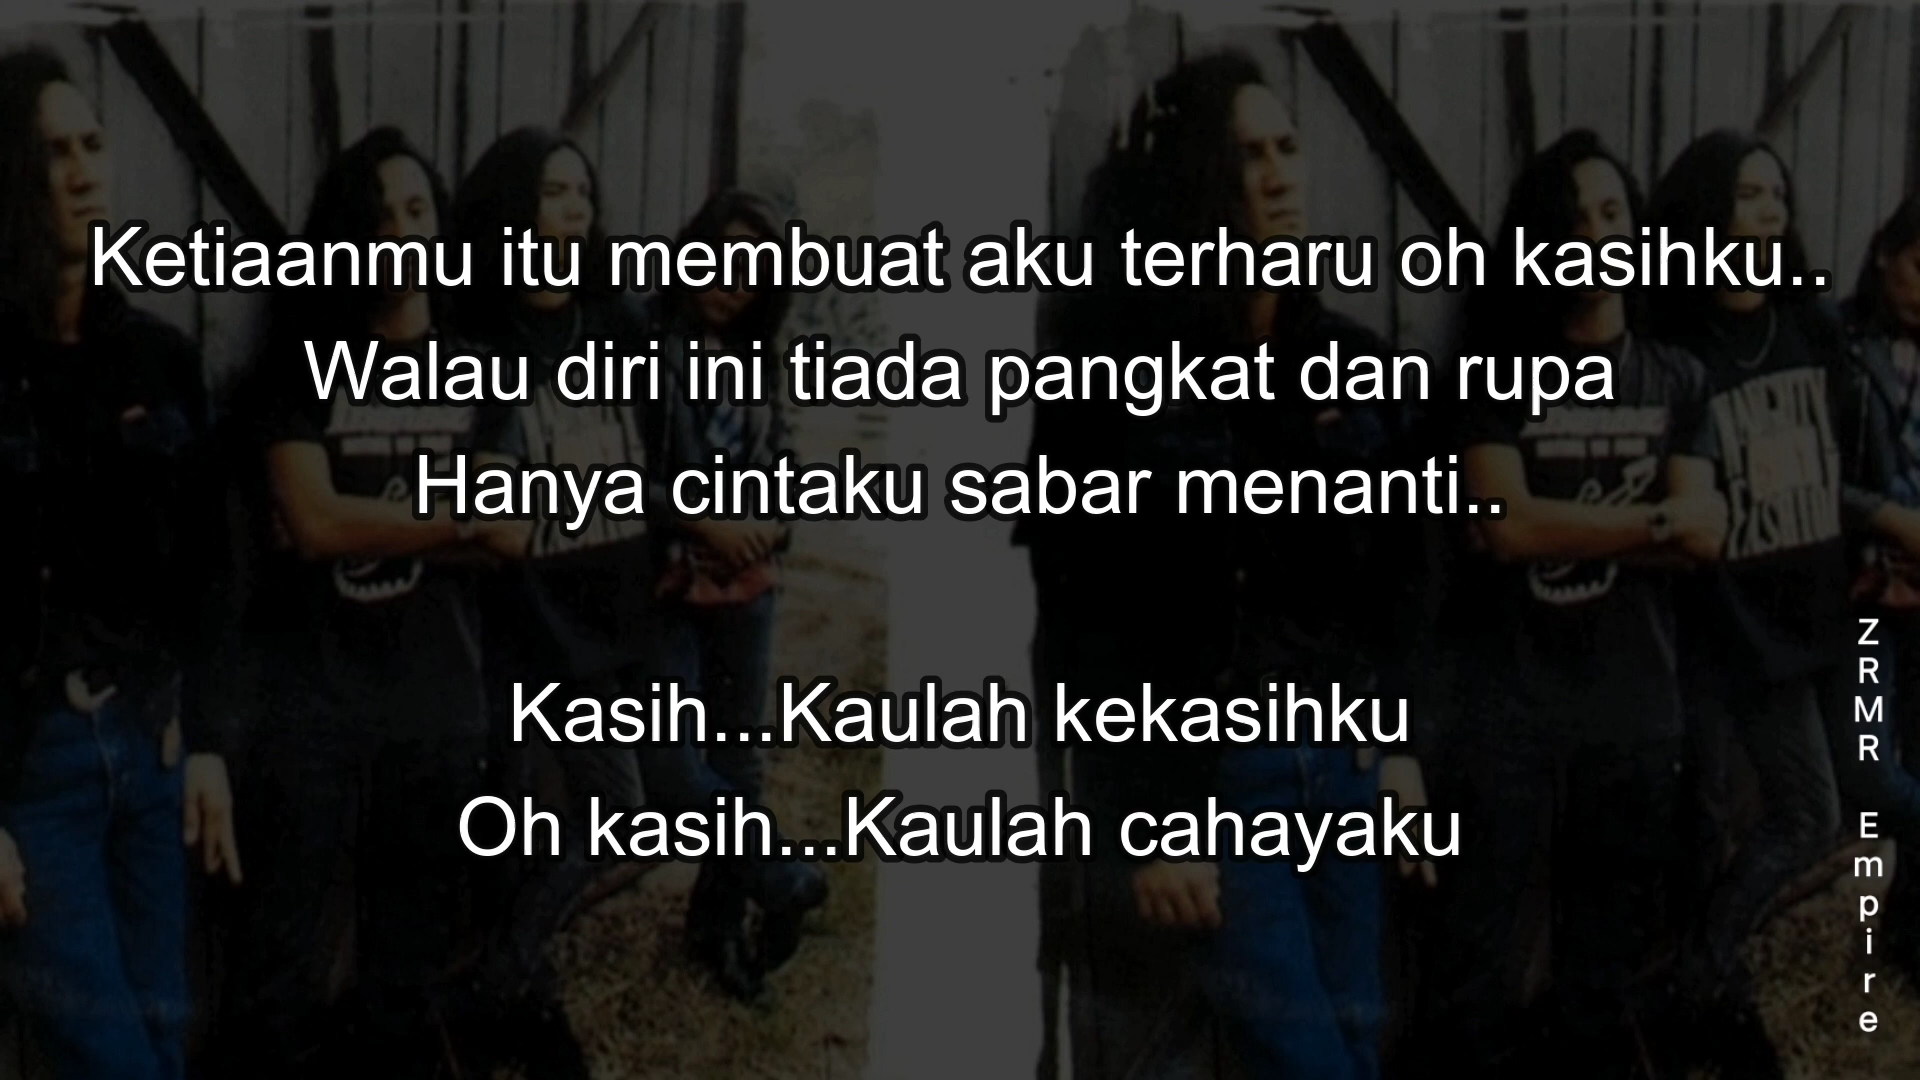 Ketiaanmu itu membuat aku terharu oh kasihku..
Walau diri ini tiada pangkat dan rupa
Hanya cintaku sabar menanti..
Kasih...Kaulah kekasihku
Oh kasih...Kaulah cahayaku
ZRMR Empire